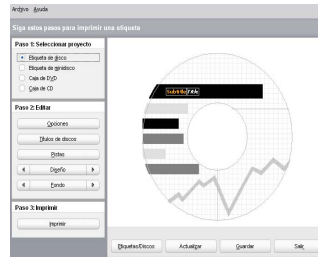 Archivo Ayuda
Siga estos pasos para imprimir una etiqueta
Paso 1: Seleccionar proyecto
Etiqueta de disco
Etiqueta de minidisco
Caja de DVD
Caja de CD
Paso 2: Editar
Opciones
Títulos de discos
Pistas
Diseño
Fondo
Paso 3: Imprimir
Imprimir
Subtitle Title
Etiquetas/Discos
Actualizar
Guardar
Salir